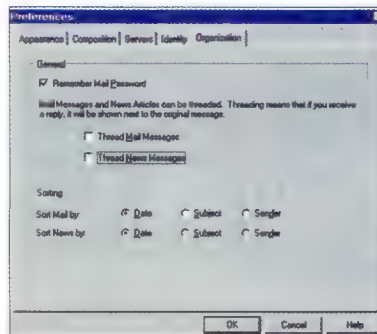 Preferences
Appearance Composition Servers Identity Organization
General
Remember Mail Password
Mail Messages and News Articles can be threaded. Threading means that if you receive
a reply, it will be shown next to the original message.
Thread Mail Messages
Thread News Messages
Sorting
Sort Mail by: Date Subject Sender
Sort News by: Date Subject Sender
OK Cancel Help